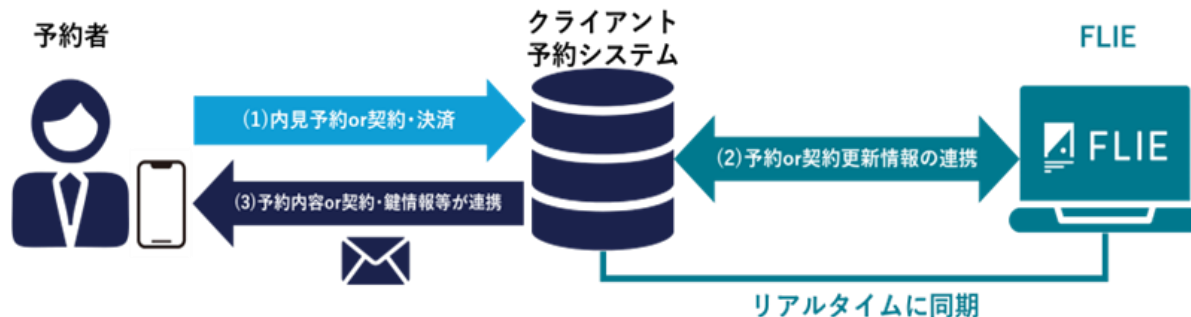 予約者
クライアント
予約システム
FLIE
(1)内見予約or契約・決済
(2)予約or契約更新情報の連携
FLIE
(3)予約内容or契約・鍵情報等が連携
リアルタイムに同期